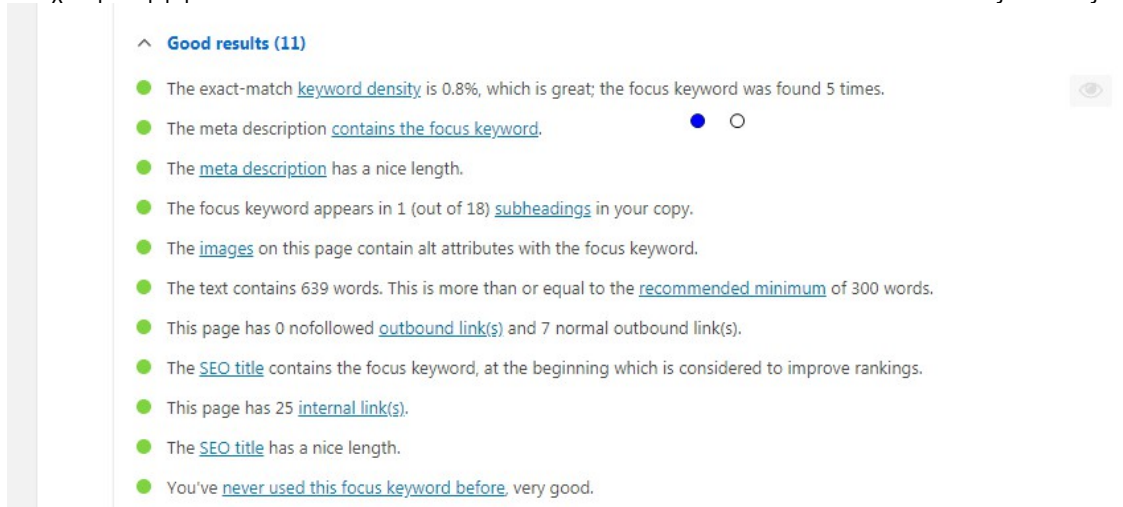 Good results (11)
The exact-match keyword density is 0.8%, which is great; the focus keyword was found 5 times.
The meta description contains the focus keyword.
The meta description has a nice length.
The focus keyword appears in 1 (out of 18) subheadings in your copy.
The images on this page contain alt attributes with the focus keyword.
The text contains 639 words. This is more than or equal to the recommended minimum of 300 words.
This page has 0 nofollowed outbound link(s) and 7 normal outbound link(s).
The SEO title contains the focus keyword, at the beginning which is considered to improve rankings.
This page has 25 internal link(s).
The SEO title has a nice length.
You've never used this focus keyword before, very good.